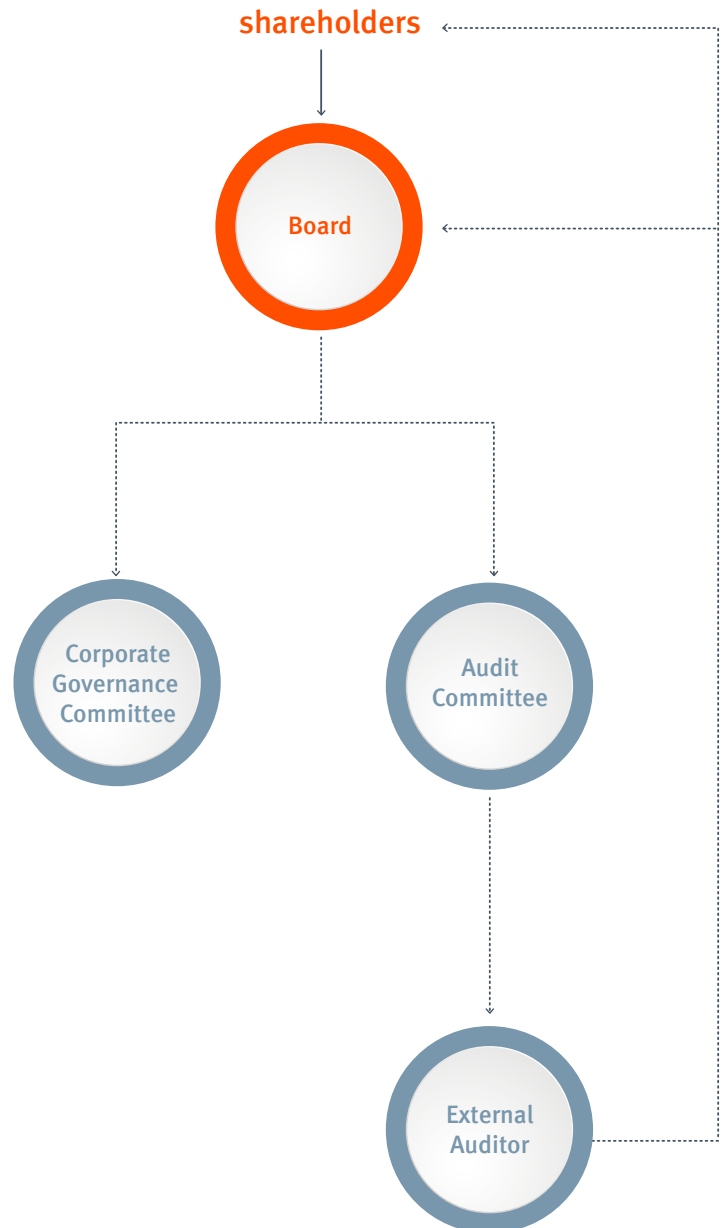 shareholders
Board
Corporate
Governance
Committee
Audit
Committee
External
Auditor